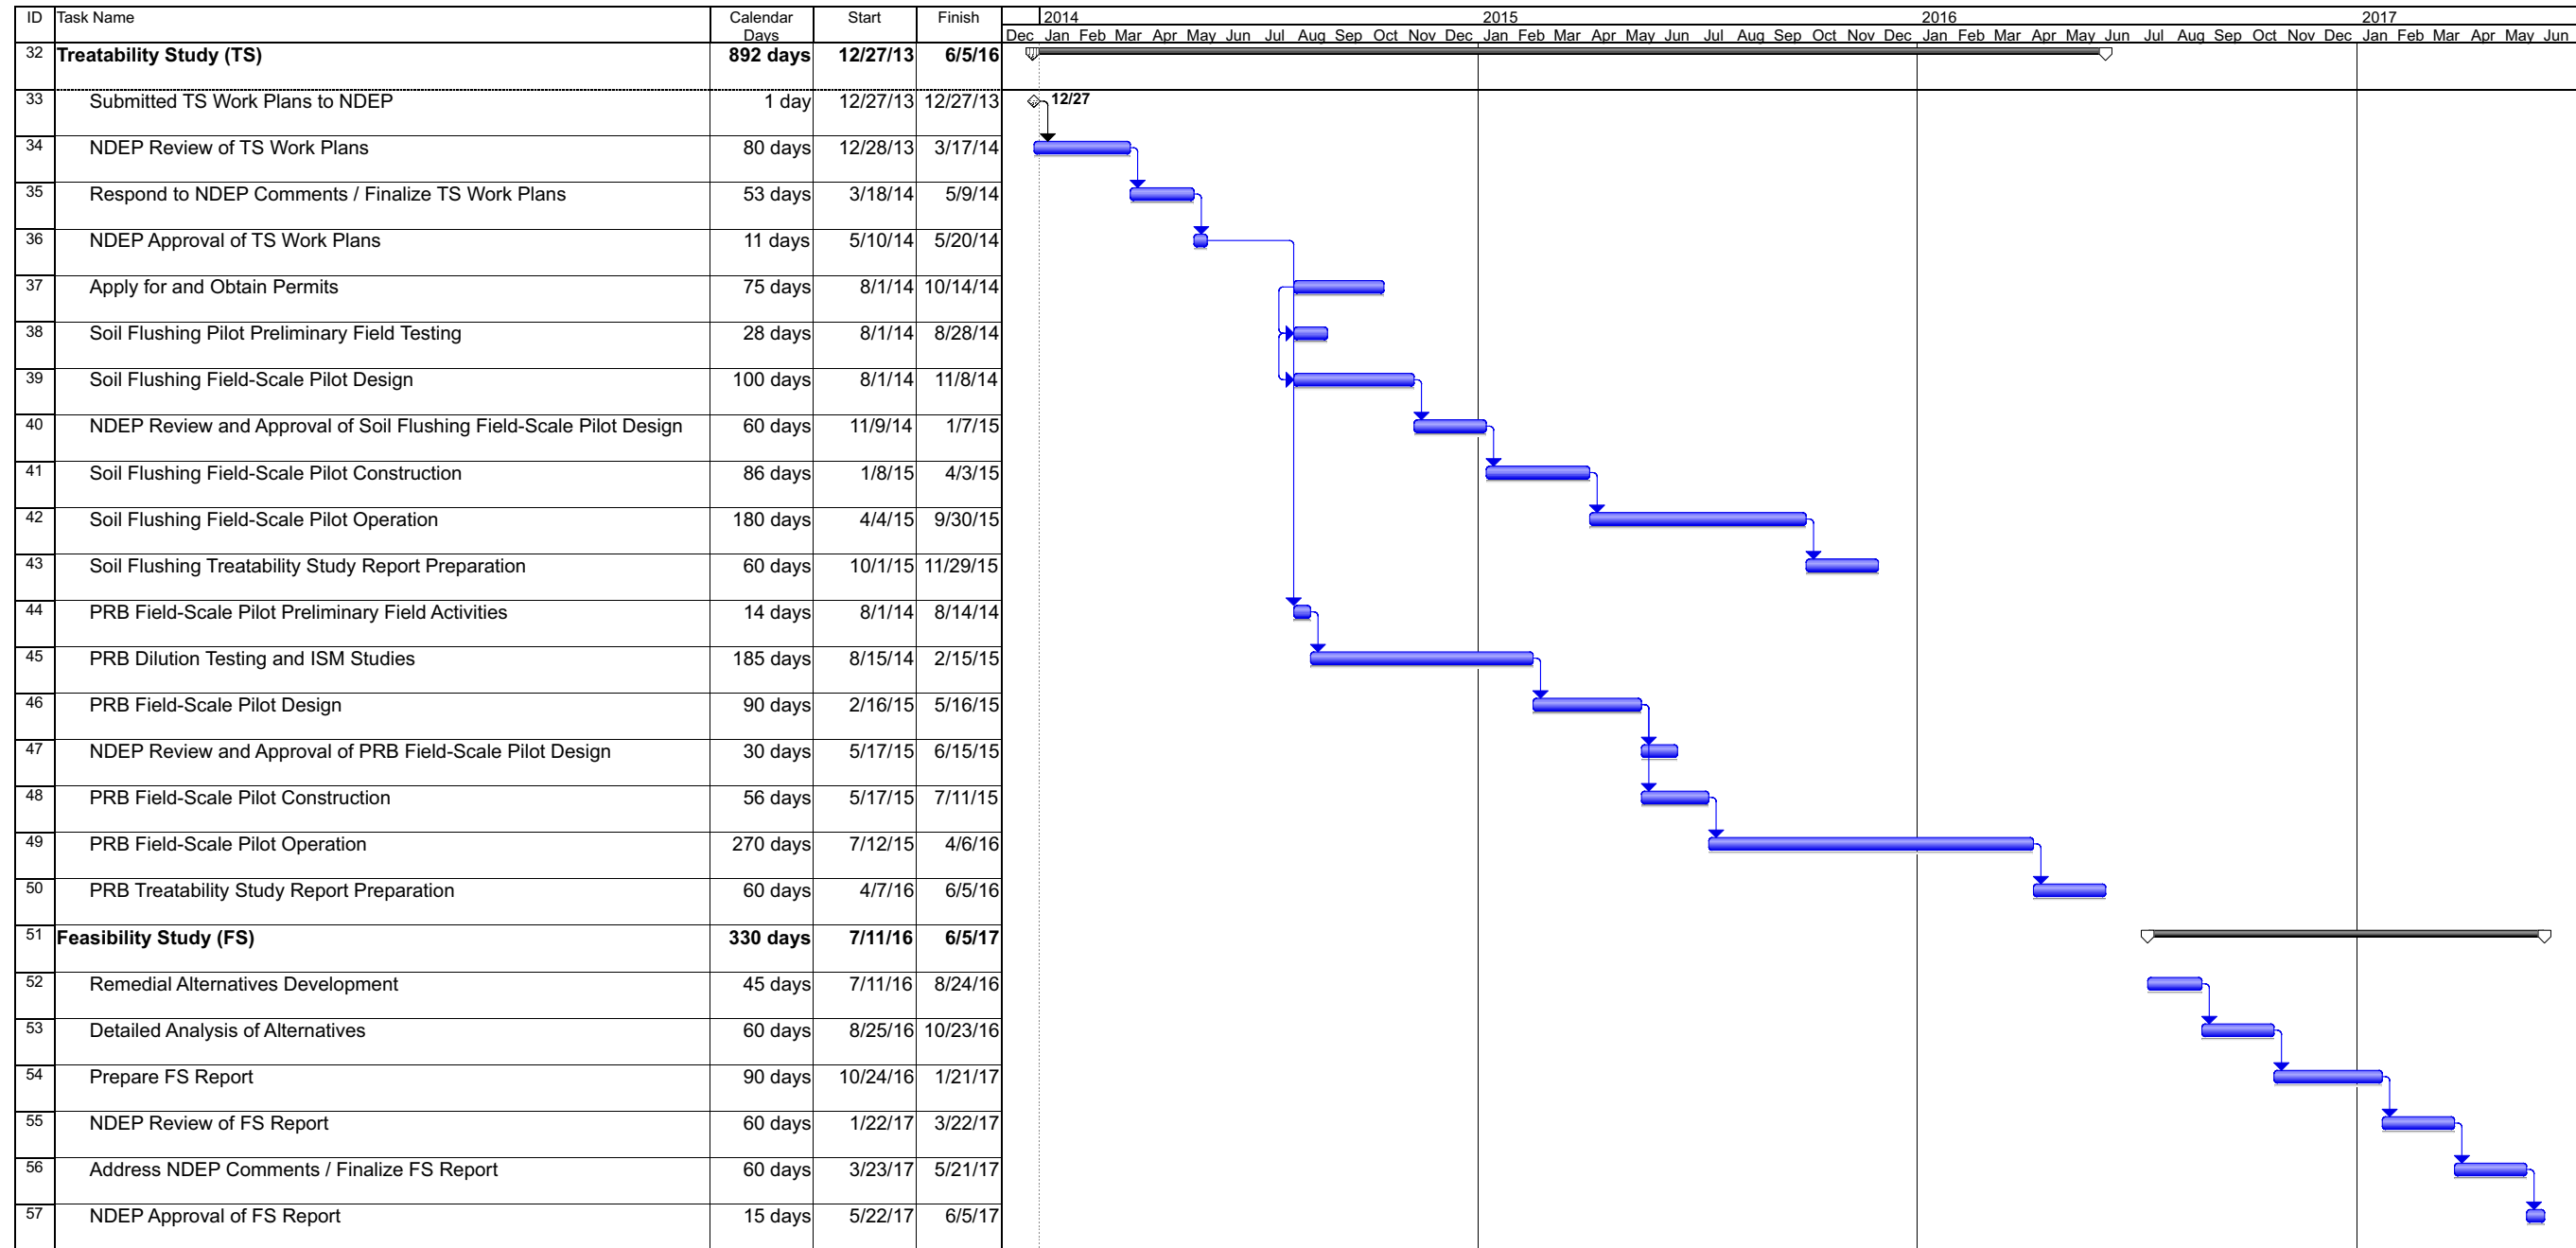 ID Task Name Calendar Days Start Finish 2014 2015 2016 2017
Dec Jan Feb Mar Apr May Jun Jul Aug Sep Oct Nov Dec Jan Feb Mar Apr May Jun Jul Aug Sep Oct Nov Dec Jan Feb Mar Apr May Jun Jul Aug Sep Oct Nov Dec Jan Feb Mar Apr May Jun
32 Treatability Study (TS) 892 days 12/27/13 6/5/16
33 Submitted TS Work Plans to NDEP 1 day 12/27/13 12/27/13 12/27
34 NDEP Review of TS Work Plans 80 days 12/28/13 3/17/14
35 Respond to NDEP Comments / Finalize TS Work Plans 53 days 3/18/14 5/9/14
36 NDEP Approval of TS Work Plans 11 days 5/10/14 5/20/14
37 Apply for and Obtain Permits 75 days 8/1/14 10/14/14
38 Soil Flushing Pilot Preliminary Field Testing 28 days 8/1/14 8/28/14
39 Soil Flushing Field-Scale Pilot Design 100 days 8/1/14 11/8/14
40 NDEP Review and Approval of Soil Flushing Field-Scale Pilot Design 60 days 11/9/14 1/7/15
41 Soil Flushing Field-Scale Pilot Construction 86 days 1/8/15 4/3/15
42 Soil Flushing Field-Scale Pilot Operation 180 days 4/4/15 9/30/15
43 Soil Flushing Treatability Study Report Preparation 60 days 10/1/15 11/29/15
44 PRB Field-Scale Pilot Preliminary Field Activities 14 days 8/1/14 8/14/14
45 PRB Dilution Testing and ISM Studies 185 days 8/15/14 2/15/15
46 PRB Field-Scale Pilot Design 90 days 2/16/15 5/16/15
47 NDEP Review and Approval of PRB Field-Scale Pilot Design 30 days 5/17/15 6/15/15
48 PRB Field-Scale Pilot Construction 56 days 5/17/15 7/11/15
49 PRB Field-Scale Pilot Operation 270 days 7/12/15 4/6/16
50 PRB Treatability Study Report Preparation 60 days 4/7/16 6/5/16
51 Feasibility Study (FS) 330 days 7/11/16 6/5/17
52 Remedial Alternatives Development 45 days 7/11/16 8/24/16
53 Detailed Analysis of Alternatives 60 days 8/25/16 10/23/16
54 Prepare FS Report 90 days 10/24/16 1/21/17
55 NDEP Review of FS Report 60 days 1/22/17 3/22/17
56 Address NDEP Comments / Finalize FS Report 60 days 3/23/17 5/21/17
57 NDEP Approval of FS Report 15 days 5/22/17 6/5/17